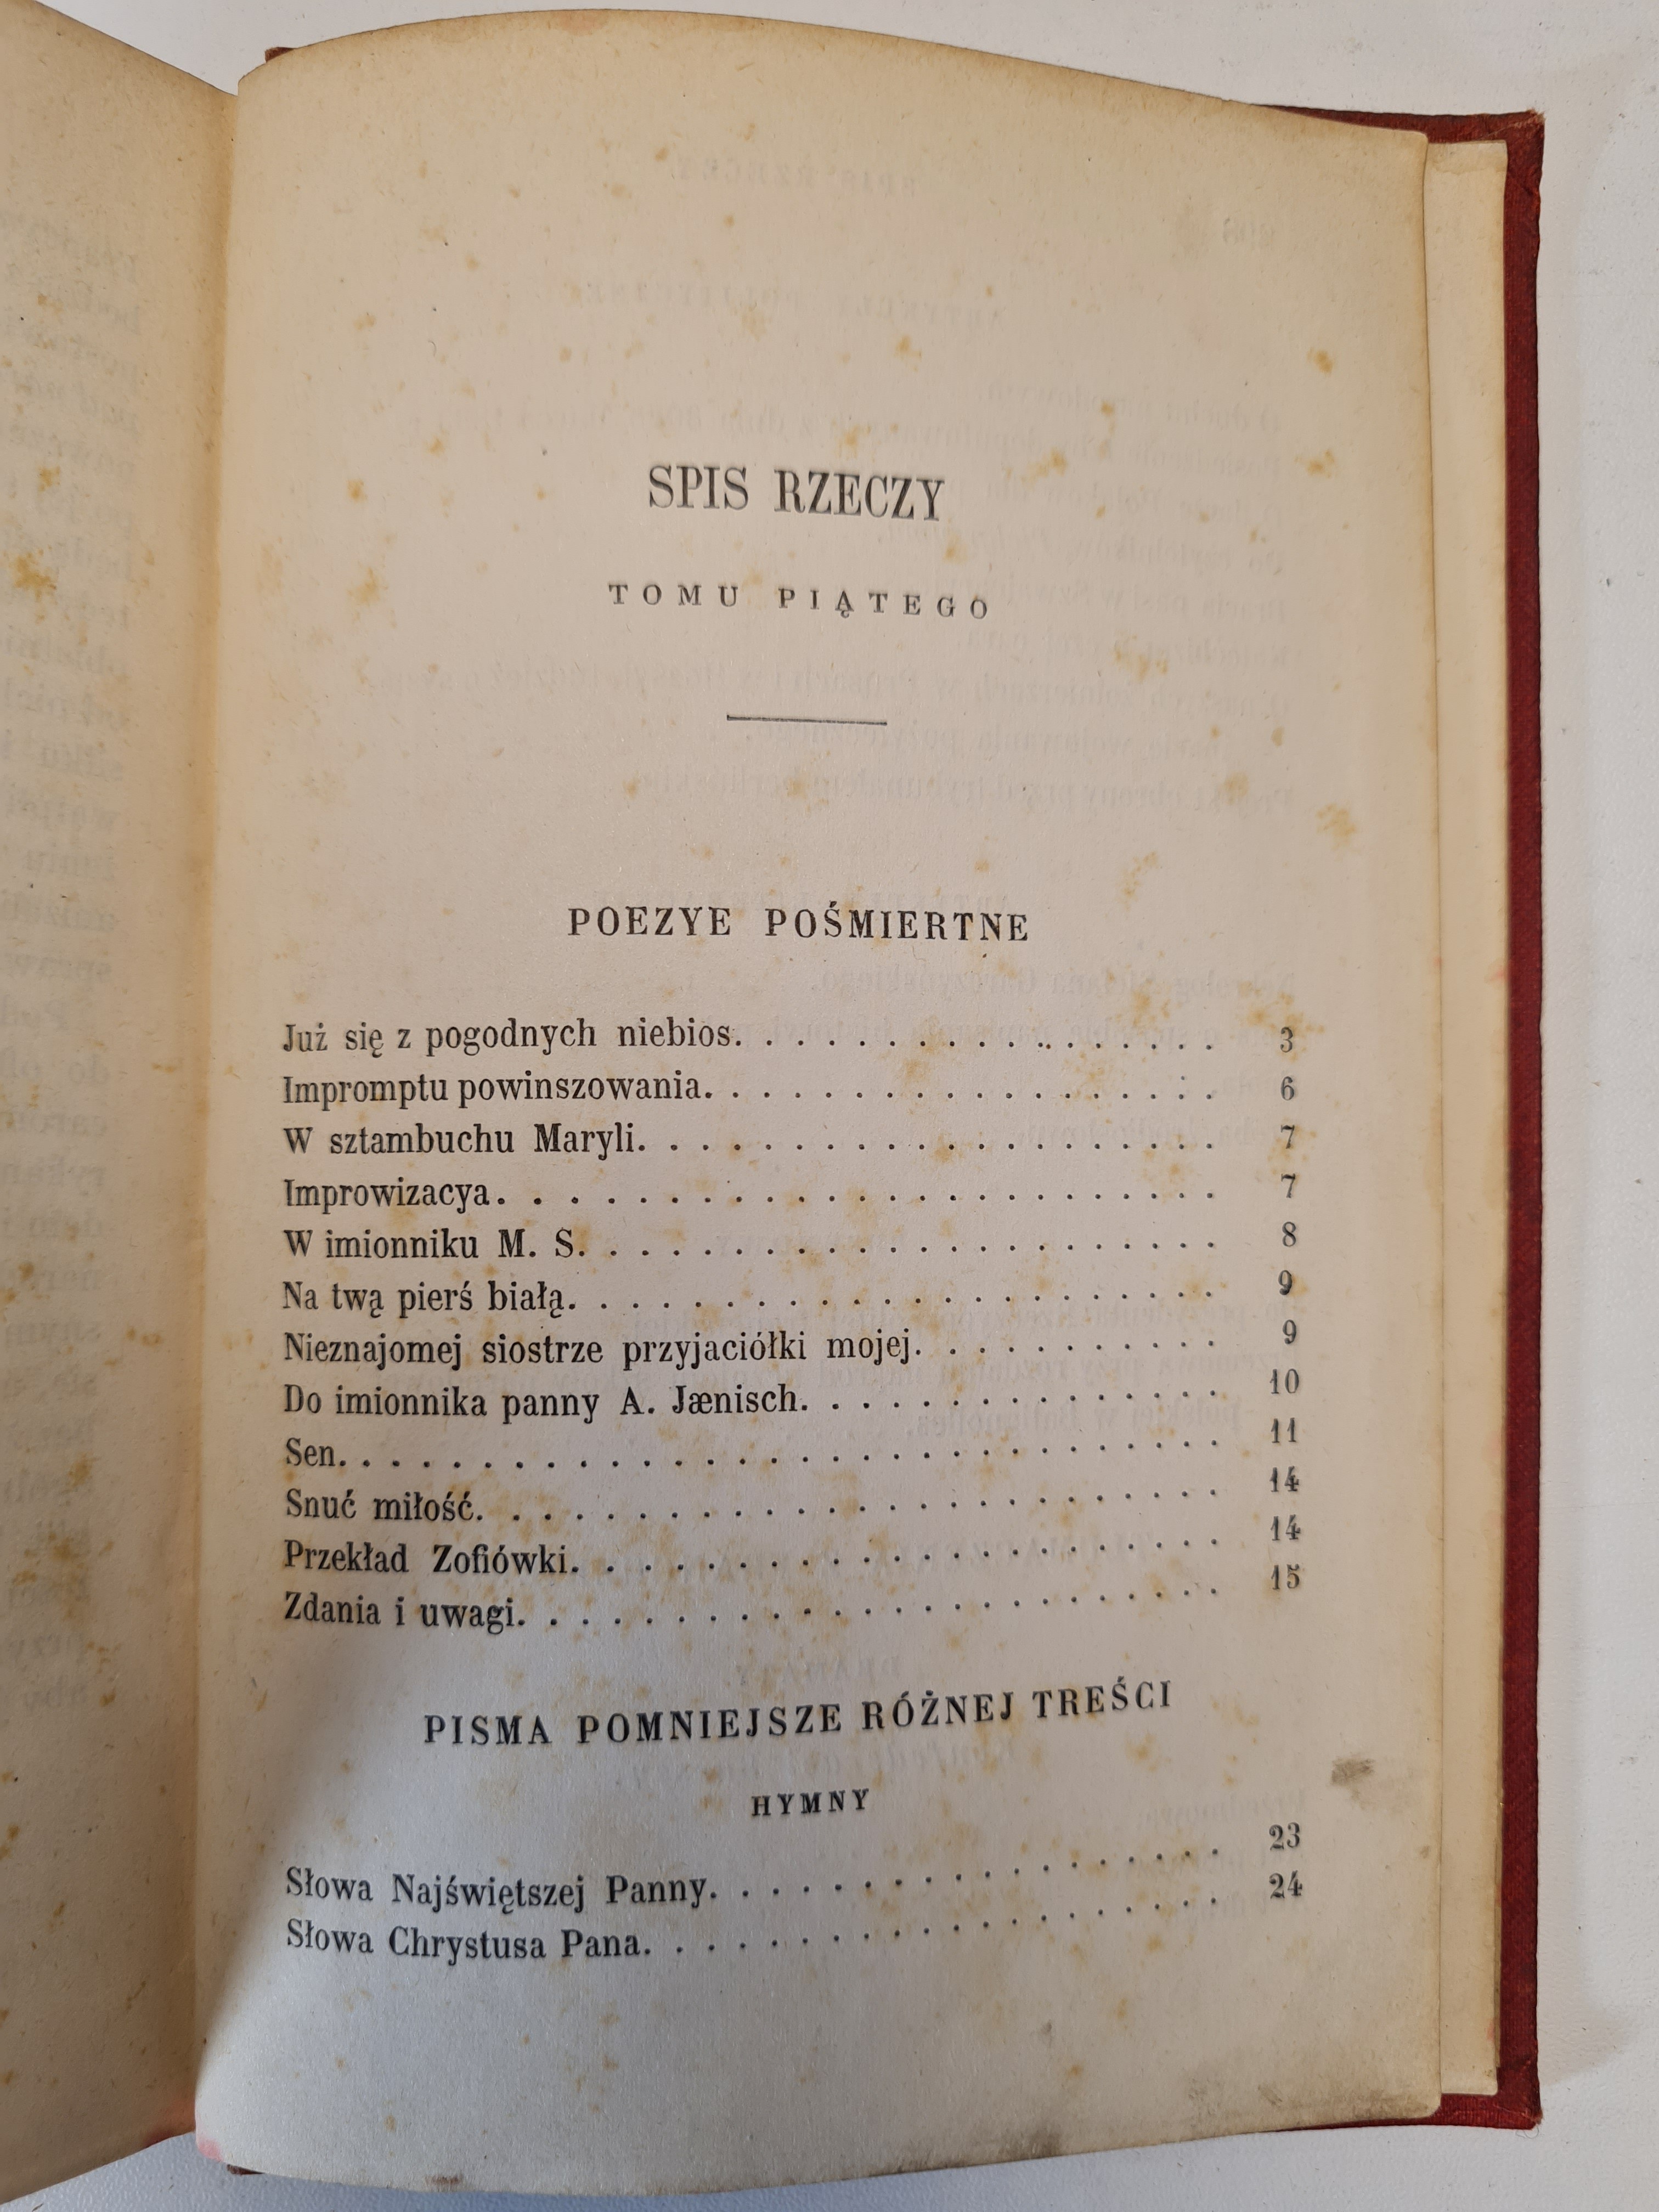 SPIS RZECZY
TOMU PIĄTEGO
POEZYE POŚMIERTNE
Już się z pogodnych niebios. . . . . . . . . . . . . . . . 3
Impromptu powinszowania. . . . . . . . . . . . . . . . . 6
W sztambuchu Maryli. . . . . . . . . . . . . . . . . . . 7
Improwizacya. . . . . . . . . . . . . . . . . . . . . . . 7
W imionniku M. S. . . . . . . . . . . . . . . . . . . . . 8
Na twą pierś białą. . . . . . . . . . . . . . . . . . . . . 9
Nieznajomej siostrze przyjaciółki mojej. . . . . . . . . . . 9
Do imionnika panny A. Jænisch. . . . . . . . . . . . . . 10
Sen. . . . . . . . . . . . . . . . . . . . . . . . . . . . 11
Snuć miłość. . . . . . . . . . . . . . . . . . . . . . . . 14
Przekład Zofiówki. . . . . . . . . . . . . . . . . . . . . 14
Zdania i uwagi. . . . . . . . . . . . . . . . . . . . . . . 15
PISMA POMNIEJSZE RÓŻNEJ TREŚCI
HYMNY
Słowa Najświętszej Panny. . . . . . . . . . . . . . . . . 23
Słowa Chrystusa Pana. . . . . . . . . . . . . . . . . . . 24